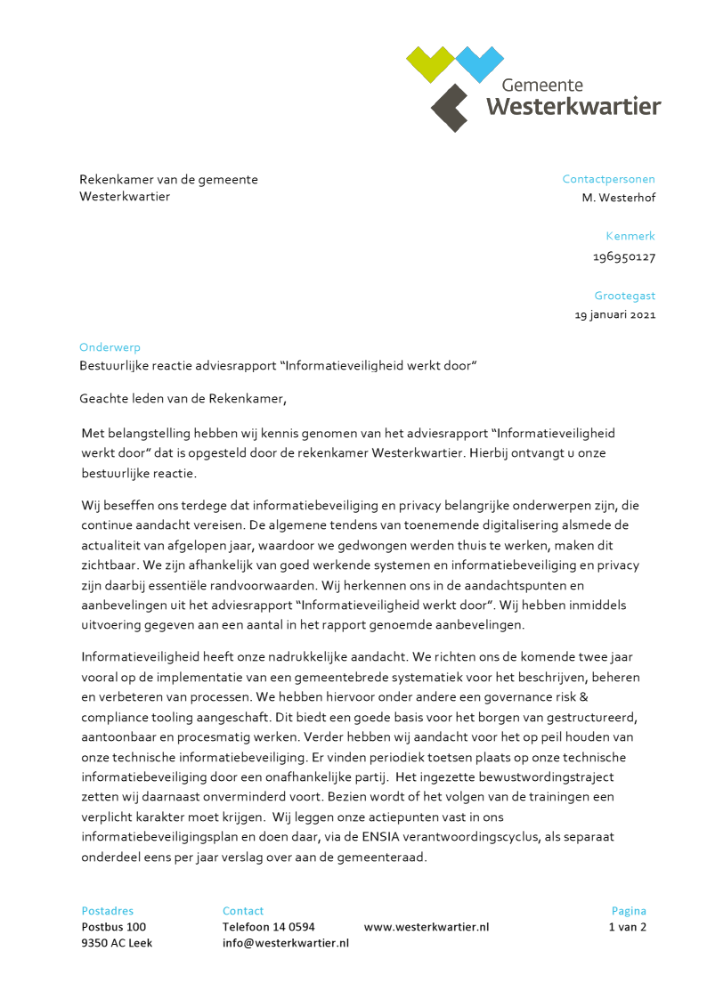 Gemeente
Westerkwartier
Rekenkamer van de gemeente
Westerkwartier
Contactpersonen
M. Westerhof
Kenmerk
196950127
Grootegast
19 januari 2021
Onderwerp
Bestuurlijke reactie adviesrapport “Informatieveiligheid werkt door”
Geachte leden van de Rekenkamer,
Met belangstelling hebben wij kennis genomen van het adviesrapport “Informatieveiligheid
werkt door” dat is opgesteld door de rekenkamer Westerkwartier. Hierbij ontvangt u onze
bestuurlijke reactie.
Wij beseffen ons terdege dat informatiebeveiliging en privacy belangrijke onderwerpen zijn, die
continue aandacht vereisen. De algemene tendens van toenemende digitalisering alsmede de
actualiteit van afgelopen jaar, waardoor we gedwongen werden thuis te werken, maken dit
zichtbaar. We zijn afhankelijk van goed werkende systemen en informatiebeveiliging en privacy
zijn daarbij essentiële randvoorwaarden. Wij herkennen ons in de aandachtspunten en
aanbevelingen uit het adviesrapport “Informatieveiligheid werkt door”. Wij hebben inmiddels
uitvoering gegeven aan een aantal in het rapport genoemde aanbevelingen.
Informatieveiligheid heeft onze nadrukkelijke aandacht. We richten ons de komende twee jaar
vooral op de implementatie van een gemeentebrede systematiek voor het beschrijven, beheren
en verbeteren van processen. We hebben hiervoor onder andere een governance risk &
compliance tooling aangeschaft. Dit biedt een goede basis voor het borgen van gestructureerd,
aantoonbaar en procesmatig werken. Verder hebben wij aandacht voor het op peil houden van
onze technische informatiebeveiliging. Er vinden periodiek toetsen plaats op onze technische
informatiebeveiliging door een onafhankelijke partij.  Het ingezette bewustwordingstraject
zetten wij daarnaast onverminderd voort. Bezien wordt of het volgen van de trainingen een
verplicht karakter moet krijgen.  Wij leggen onze actiepunten vast in ons
informatiebeveiligingsplan en doen daar, via de ENSIA verantwoordingscyclus, als separaat
onderdeel eens per jaar verslag over aan de gemeenteraad.
Postadres
Postbus 100
9350 AC Leek
Contact
Telefoon 14 0594
info@westerkwartier.nl
www.westerkwartier.nl
Pagina
1 van 2